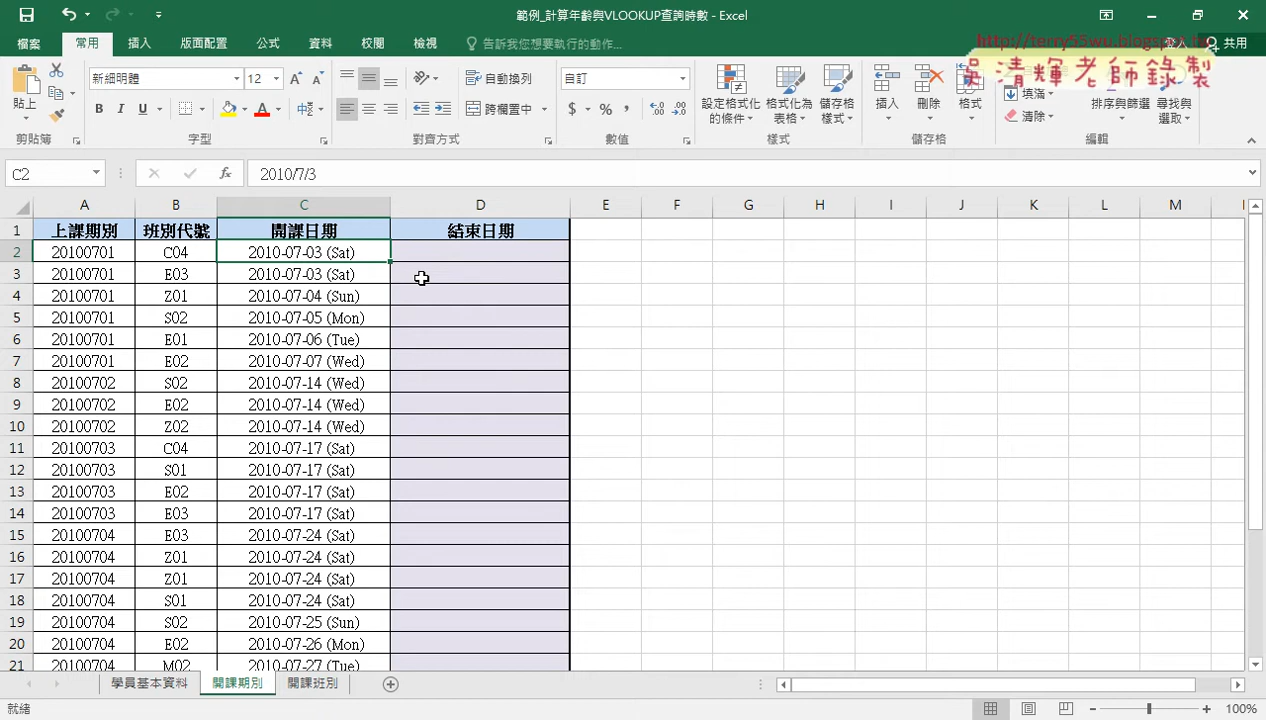 範例_計算年齡與VLOOKUP查詢時數 - Excel
檔案 常用 插入 版面配置 公式 資料 校閱 檢視 告訴我您想要執行的動作... 登入 共用
http://terry55wu.blogspot.tw
吳清輝老師錄製
貼上 新細明體 12 自動換列 自訂 設定格式化的條件 格式化為表格 儲存格樣式 插入 刪除 格式 填滿 排序與篩選 尋找與選取
B I U 中 跨欄置中 $ % , 清除
剪貼簿 字型 對齊方式 數值 樣式 儲存格 編輯
C2 fx 2010/7/3
A B C D E F G H I J K L M
1 上課期別 班別代號 開課日期 結束日期
2 20100701 C04 2010-07-03 (Sat)
3 20100701 E03 2010-07-03 (Sat)
4 20100701 Z01 2010-07-04 (Sun)
5 20100701 S02 2010-07-05 (Mon)
6 20100701 E01 2010-07-06 (Tue)
7 20100701 E02 2010-07-07 (Wed)
8 20100702 S02 2010-07-14 (Wed)
9 20100702 E02 2010-07-14 (Wed)
10 20100702 Z02 2010-07-14 (Wed)
11 20100703 C04 2010-07-17 (Sat)
12 20100703 S01 2010-07-17 (Sat)
13 20100703 E02 2010-07-17 (Sat)
14 20100703 E03 2010-07-17 (Sat)
15 20100704 E03 2010-07-24 (Sat)
16 20100704 Z01 2010-07-24 (Sat)
17 20100704 Z01 2010-07-24 (Sat)
18 20100704 S01 2010-07-24 (Sat)
19 20100704 S02 2010-07-25 (Sun)
20 20100704 E02 2010-07-26 (Mon)
21 20100704 M02 2010-07-27 (Tue)
學員基本資料 開課期別 開課班別
就緒 100%